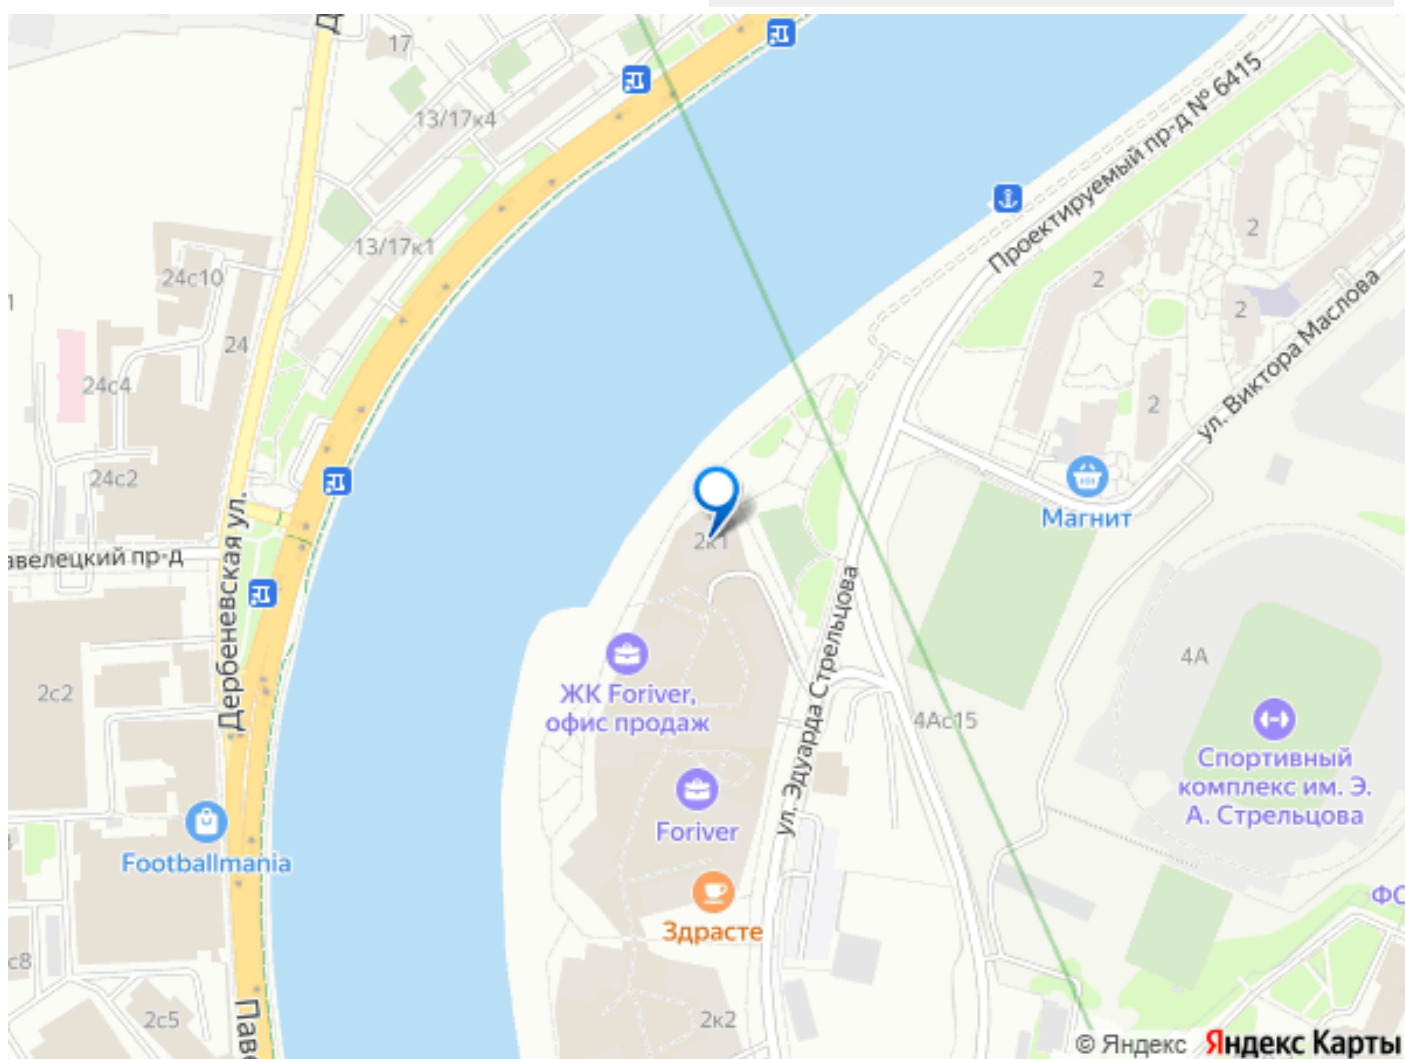 17
13/17к4
13/17к1
24с10
24
24с4
24с2
Дербеневская ул.
авелецкий пр-д
2с2
Footballmania
с8
2с5
Паве
Проектируемый пр-д № 6415
2
2
2
2
ул. Виктора Маслова
Магнит
2к1
ЖК Foriver,
офис продаж
Foriver
Здрасте
ул. Эдуарда Стрельцова
4А
4Ас15
Спортивный
комплекс им. Э.
А. Стрельцова
ФО
2к2
© Яндекс
Яндекс Карты